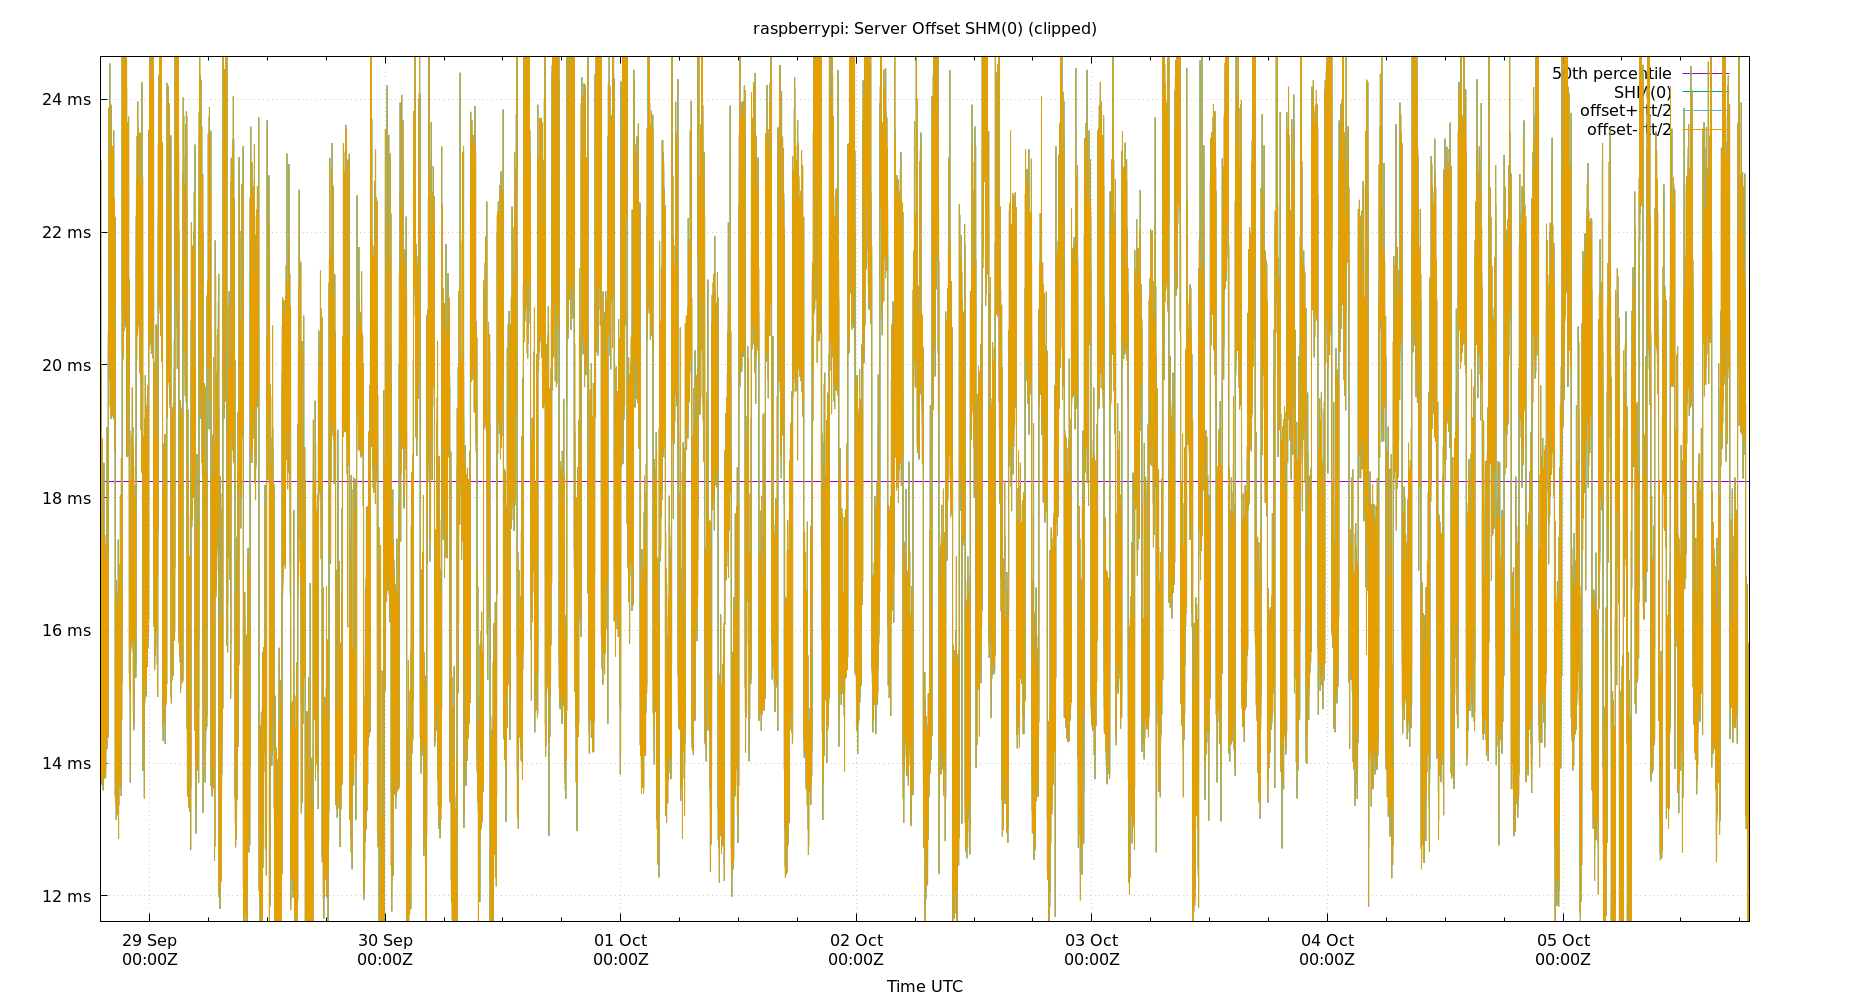 raspberrypi: Server Offset SHM(0) (clipped)
50th percentile
SHM(0)
offset+rtt/2
offset-rtt/2
24 ms
22 ms
20 ms
18 ms
16 ms
14 ms
12 ms
29 Sep
00:00Z
30 Sep
00:00Z
01 Oct
00:00Z
02 Oct
00:00Z
03 Oct
00:00Z
04 Oct
00:00Z
05 Oct
00:00Z
Time UTC